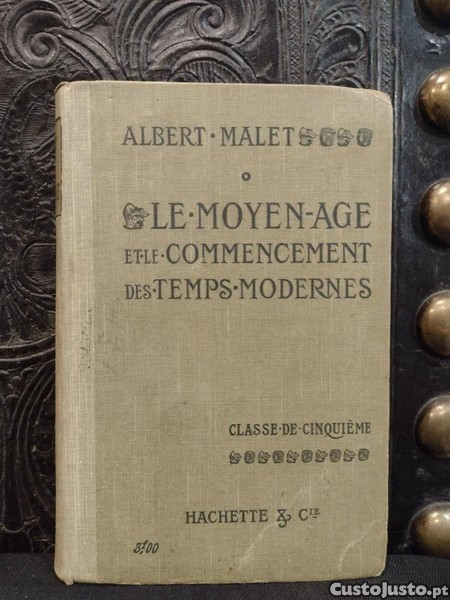 ALBERT·MALET
LE·MOYEN-AGE
ET·LE·COMMENCEMENT
DES·TEMPS·MODERNES
CLASSE·DE·CINQUIÈME
HACHETTE & CIE
3f.00
CustoJusto.pt